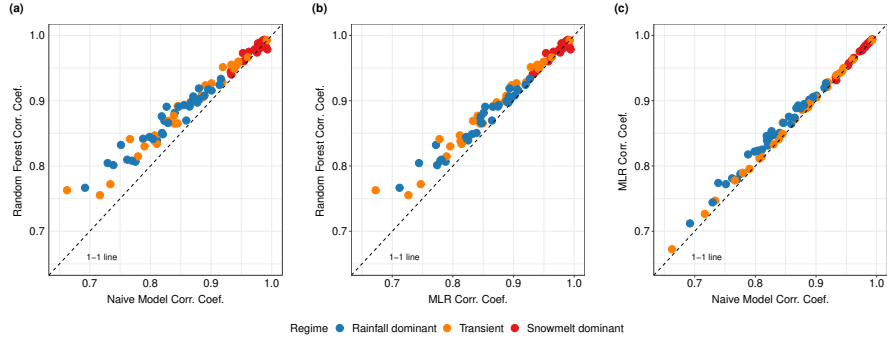 (a)
Random Forest Corr. Coef.
1.0
0.9
0.8
0.7
1−1 line
0.7 0.8 0.9 1.0
Naive Model Corr. Coef.
(b)
Random Forest Corr. Coef.
1.0
0.9
0.8
0.7
1−1 line
0.7 0.8 0.9 1.0
MLR Corr. Coef.
(c)
MLR Corr. Coef.
1.0
0.9
0.8
0.7
1−1 line
0.7 0.8 0.9 1.0
Naive Model Corr. Coef.
Regime Rainfall dominant Transient Snowmelt dominant